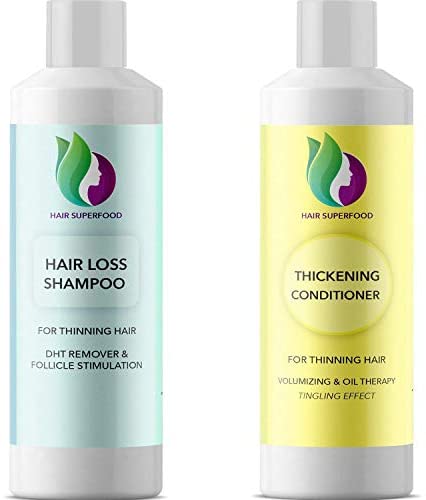 HAIR SUPERFOOD
HAIR LOSS
SHAMPOO
FOR THINNING HAIR
DHT REMOVER &
FOLLICLE STIMULATION
HAIR SUPERFOOD
THICKENING
CONDITIONER
FOR THINNING HAIR
VOLUMIZING & OIL THERAPY
TINGLING EFFECT